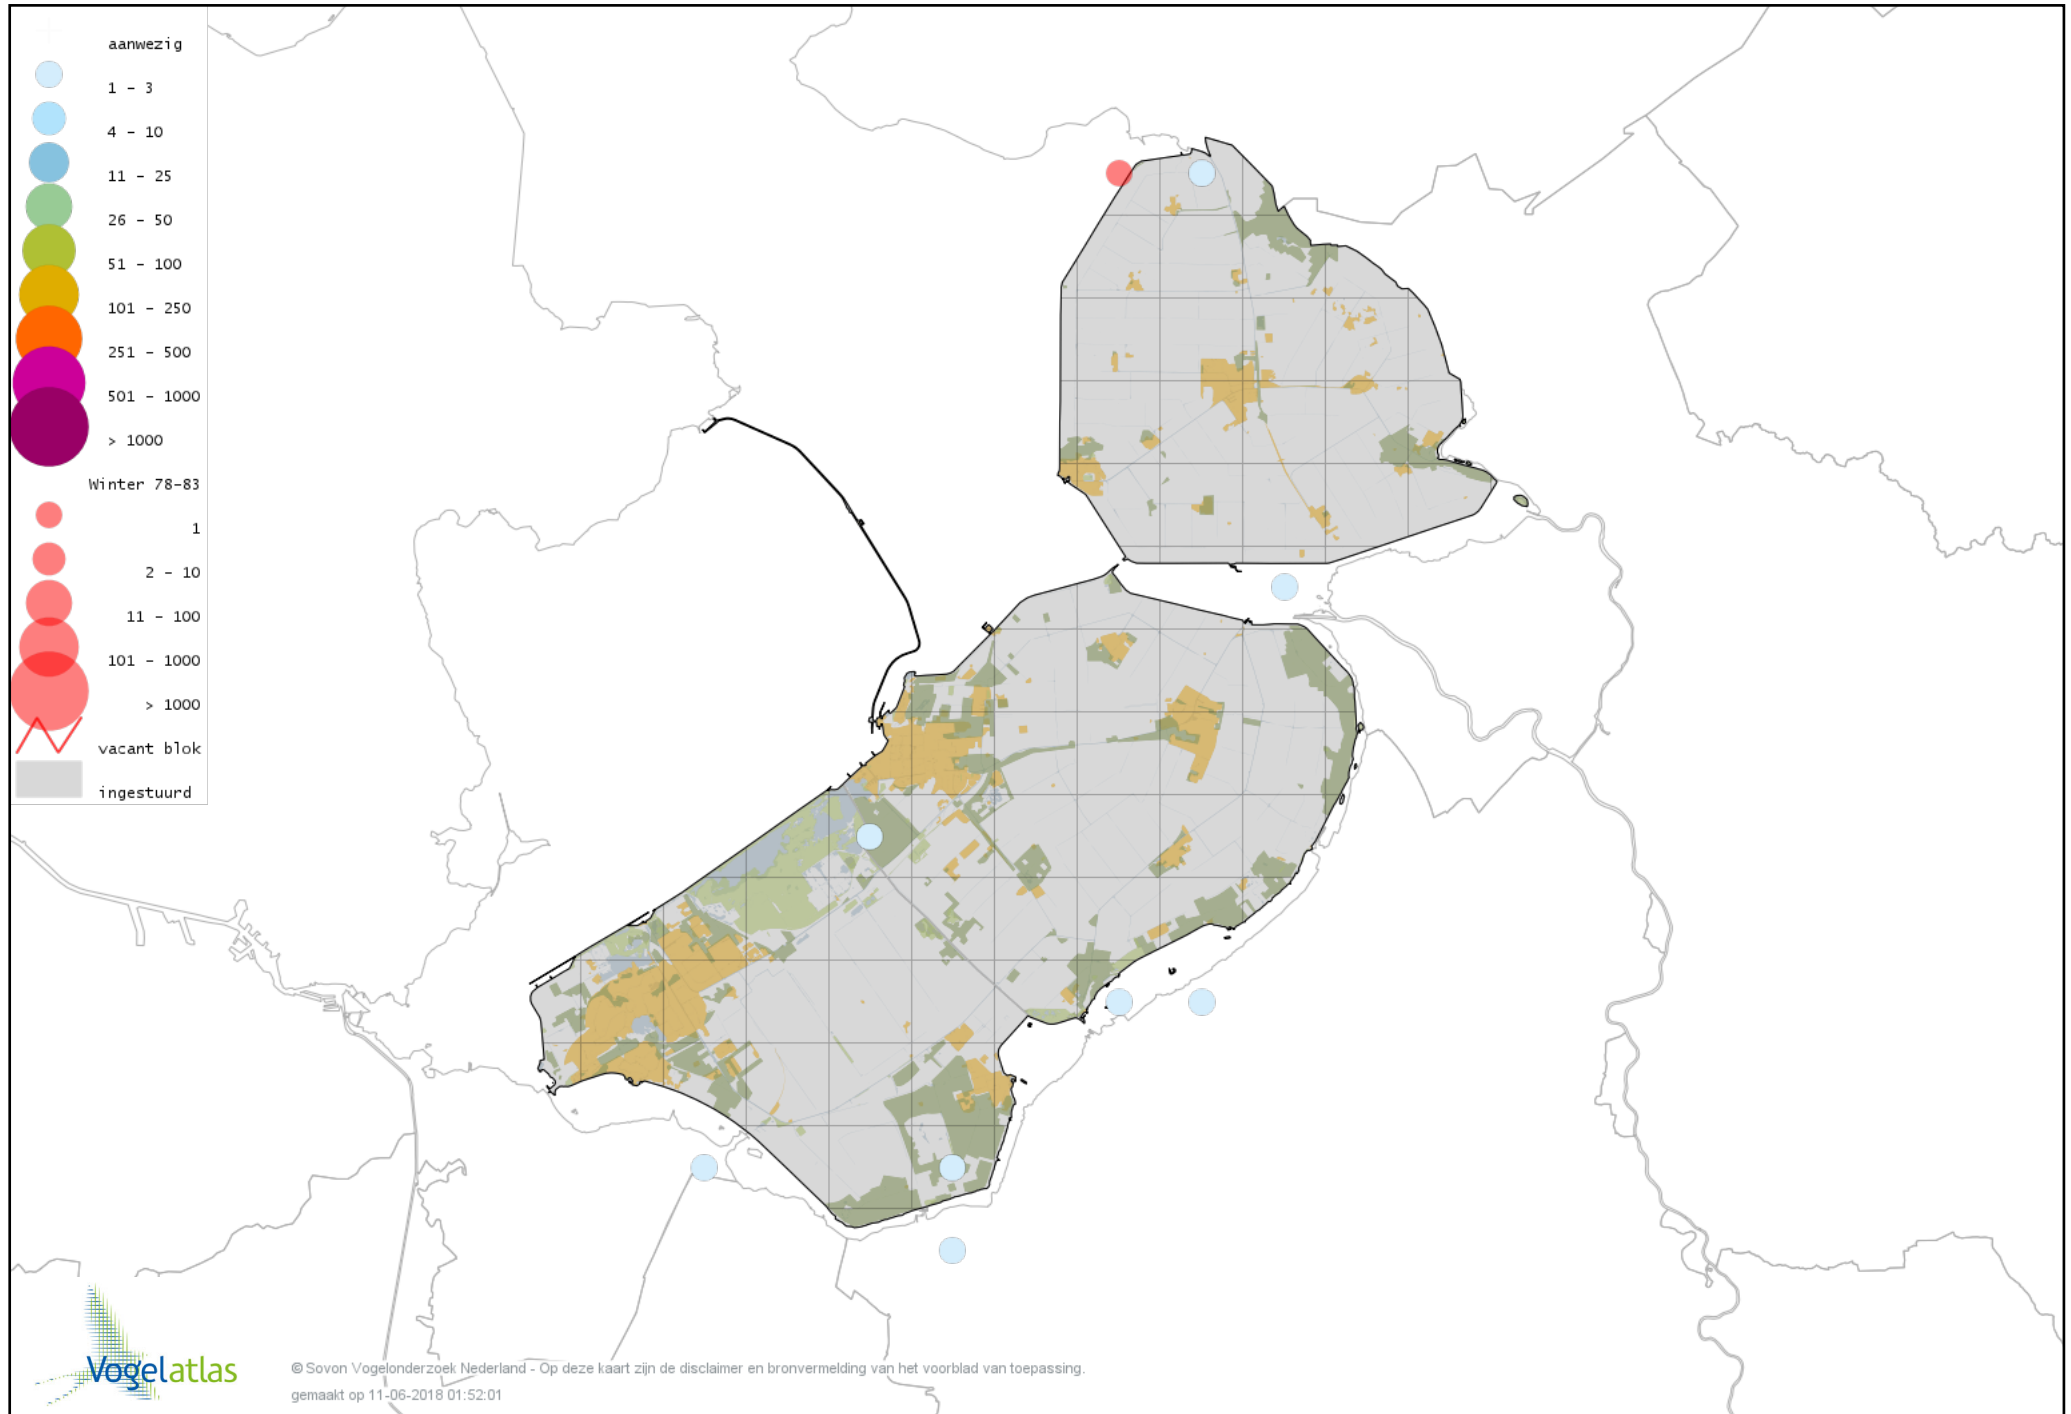 aanwezig
1 - 3
4 - 10
11 - 25
26 - 50
51 - 100
101 - 250
251 - 500
501 - 1000
> 1000
Winter 78-83
1
2 - 10
11 - 100
101 - 1000
> 1000
vacant blok
ingestuurd
Vogelatlas
© Sovon Vogelonderzoek Nederland - Op deze kaart zijn de disclaimer en bronvermelding van het voorblad van toepassing.
gemaakt op 11-06-2018 01:52:01